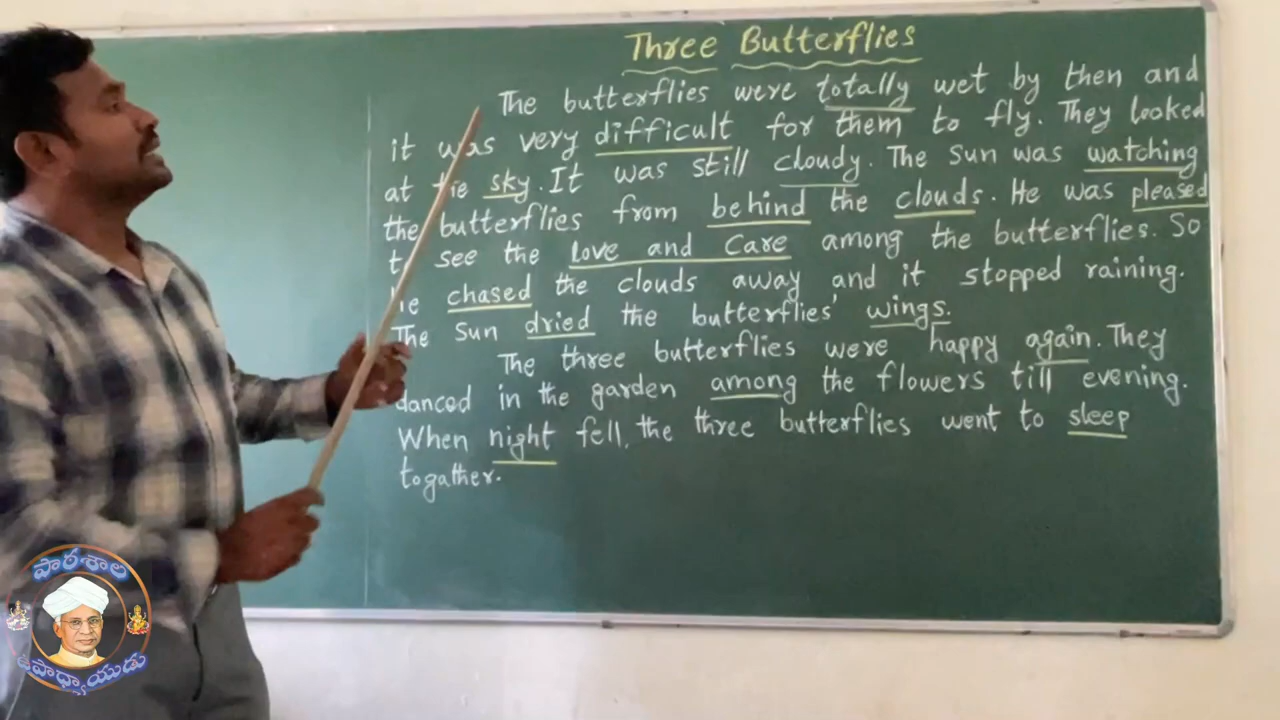 Three Butterflies
The butterflies were totally wet by then and
it was very difficult for them to fly. They looked
at the sky. It was still cloudy. The Sun was watching
the butterflies from behind the clouds. He was pleased
to see the love and care among the butterflies. So
he chased the clouds away and it stopped raining.
The Sun dried the butterflies' wings.
The three butterflies were happy again. They
danced in the garden among the flowers till evening.
When night fell, the three butterflies went to sleep
togather.
పాఠశాల
ఉపాధ్యాయుడు